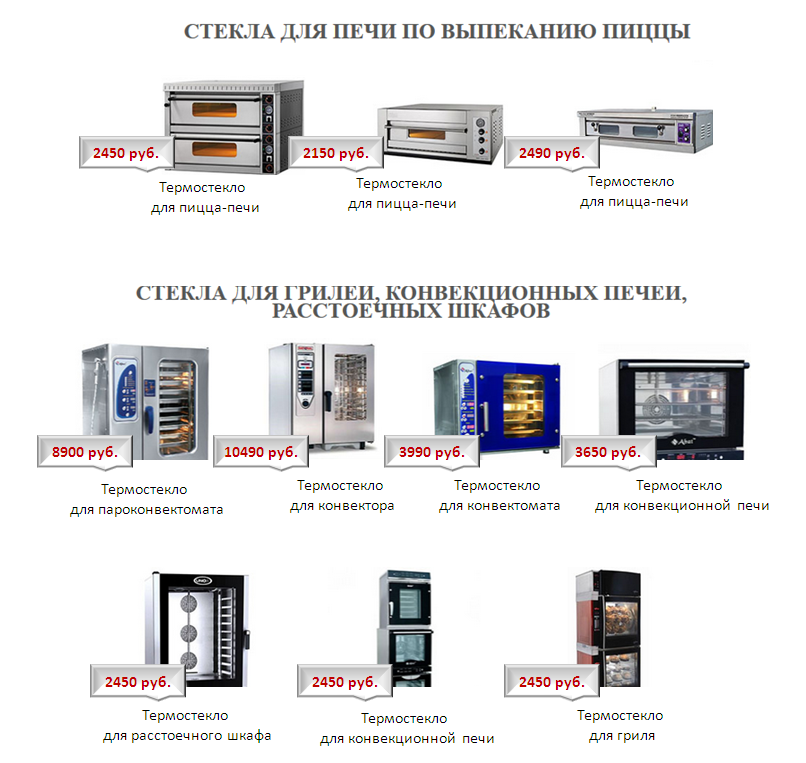 СТЕКЛА ДЛЯ ПЕЧИ ПО ВЫПЕКАНИЮ ПИЦЦЫ
2450 руб.
2150 руб.
2490 руб.
Термостекло
для пицца-печи
Термостекло
для пицца-печи
Термостекло
для пицца-печи
СТЕКЛА ДЛЯ ГРИЛЕЙ, КОНВЕКЦИОННЫХ ПЕЧЕЙ,
РАССТОЕЧНЫХ ШКАФОВ
Abat
8900 руб.
10490 руб.
3990 руб.
3650 руб.
Термостекло
для пароконвектомата
Термостекло
для конвектора
Термостекло
для конвектомата
Термостекло
для конвекционной печи
UNOX
2450 руб.
2450 руб.
2450 руб.
Термостекло
для расстоечного шкафа
Термостекло
для конвекционной печи
Термостекло
для гриля